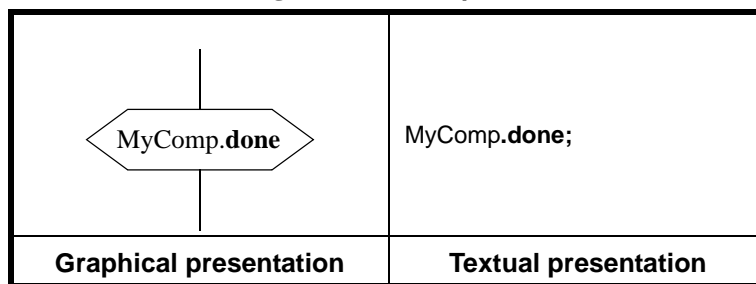 MyComp.done
MyComp.done;
Graphical presentation
Textual presentation